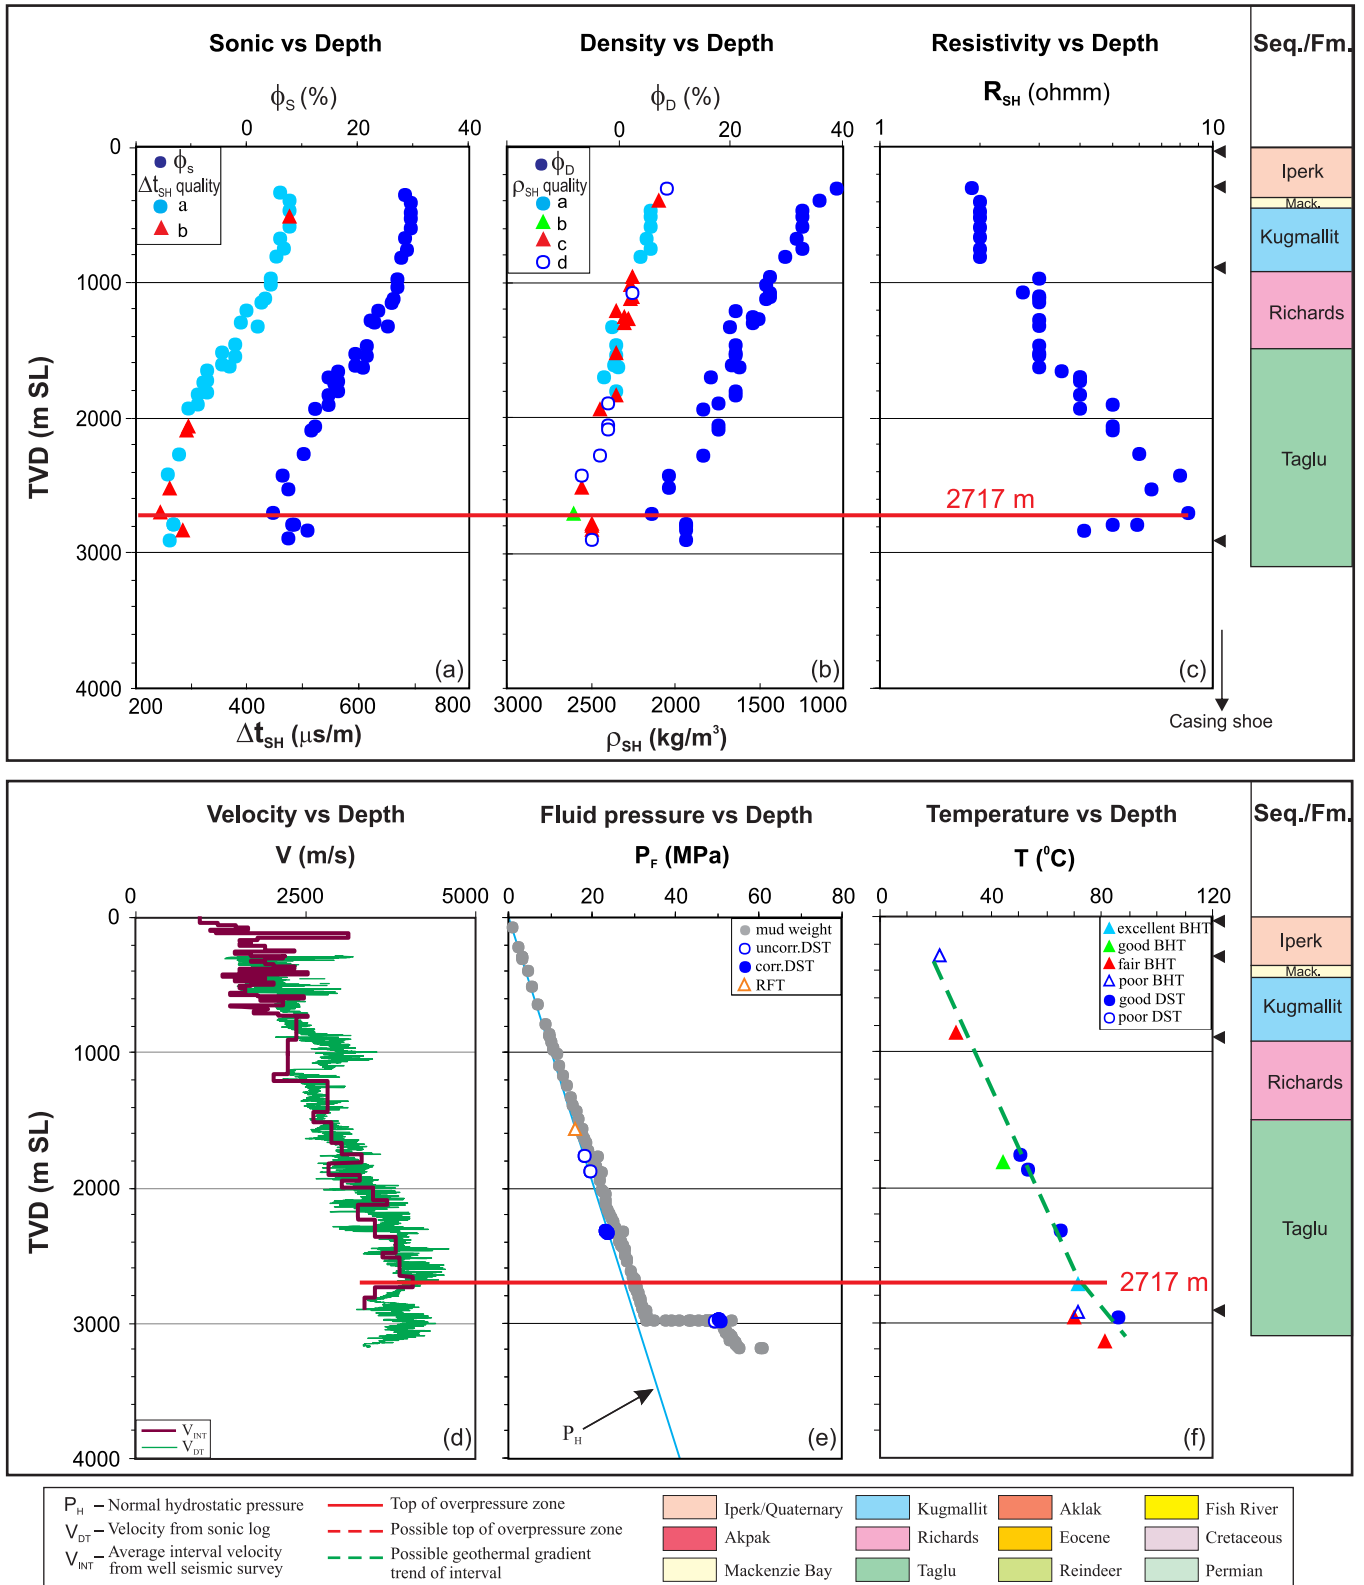 Sonic vs Depth
Density vs Depth
Resistivity vs Depth
Seq./Fm.
ϕS (%)
ϕD (%)
RSH (ohmm)
0 20 40
0 20 40
1 10
TVD (m SL)
0
1000
2000
3000
4000
ϕs
ΔtSH quality
a
b
ϕD
ρSH quality
a
b
c
d
2717 m
(a)
(b)
(c)
200 400 600 800
3000 2500 2000 1500 1000
ΔtSH (μs/m)
ρSH (kg/m³)
Casing shoe
Iperk
Mack.
Kugmallit
Richards
Taglu
Velocity vs Depth
Fluid pressure vs Depth
Temperature vs Depth
Seq./Fm.
V (m/s)
PF (MPa)
T (⁰C)
0 2500 5000
0 20 40 60 80
0 40 80 120
TVD (m SL)
0
1000
2000
3000
4000
mud weight
uncorr.DST
corr.DST
RFT
excellent BHT
good BHT
fair BHT
poor BHT
good DST
poor DST
2717 m
PH
VINT
VDT
(d)
(e)
(f)
Iperk
Mack.
Kugmallit
Richards
Taglu
PH – Normal hydrostatic pressure
VDT – Velocity from sonic log
VINT – Average interval velocity
from well seismic survey
Top of overpressure zone
Possible top of overpressure zone
Possible geothermal gradient
trend of interval
Iperk/Quaternary
Akpak
Mackenzie Bay
Kugmallit
Richards
Taglu
Aklak
Eocene
Reindeer
Fish River
Cretaceous
Permian